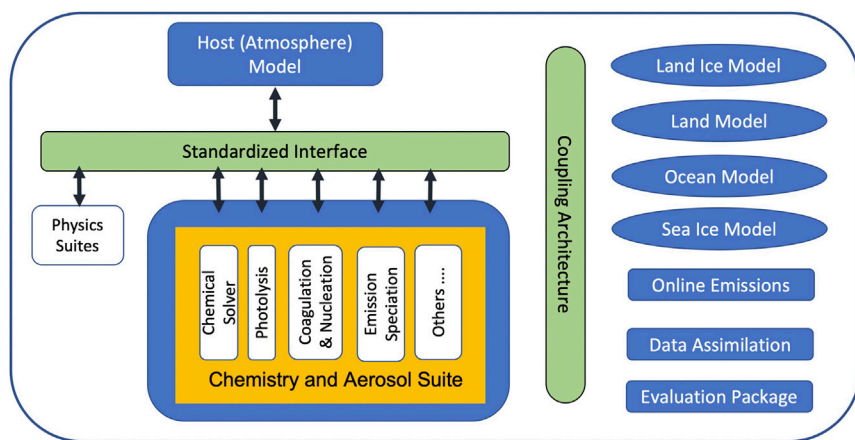 Host (Atmosphere)
Model
Standardized Interface
Physics
Suites
Chemical
Solver
Photolysis
Coagulation
& Nucleation
Emission
Speciation
Others ....
Chemistry and Aerosol Suite
Coupling Architecture
Land Ice Model
Land Model
Ocean Model
Sea Ice Model
Online Emissions
Data Assimilation
Evaluation Package